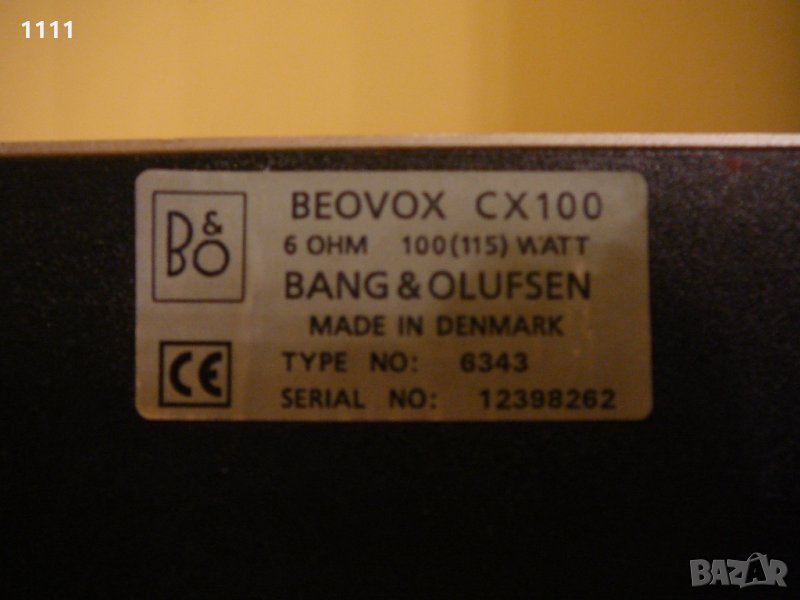 1111
B&O
BEOVOX CX100
6 OHM 100(115) WATT
BANG & OLUFSEN
MADE IN DENMARK
CE
TYPE NO: 6343
SERIAL NO: 12398262
BAZAR